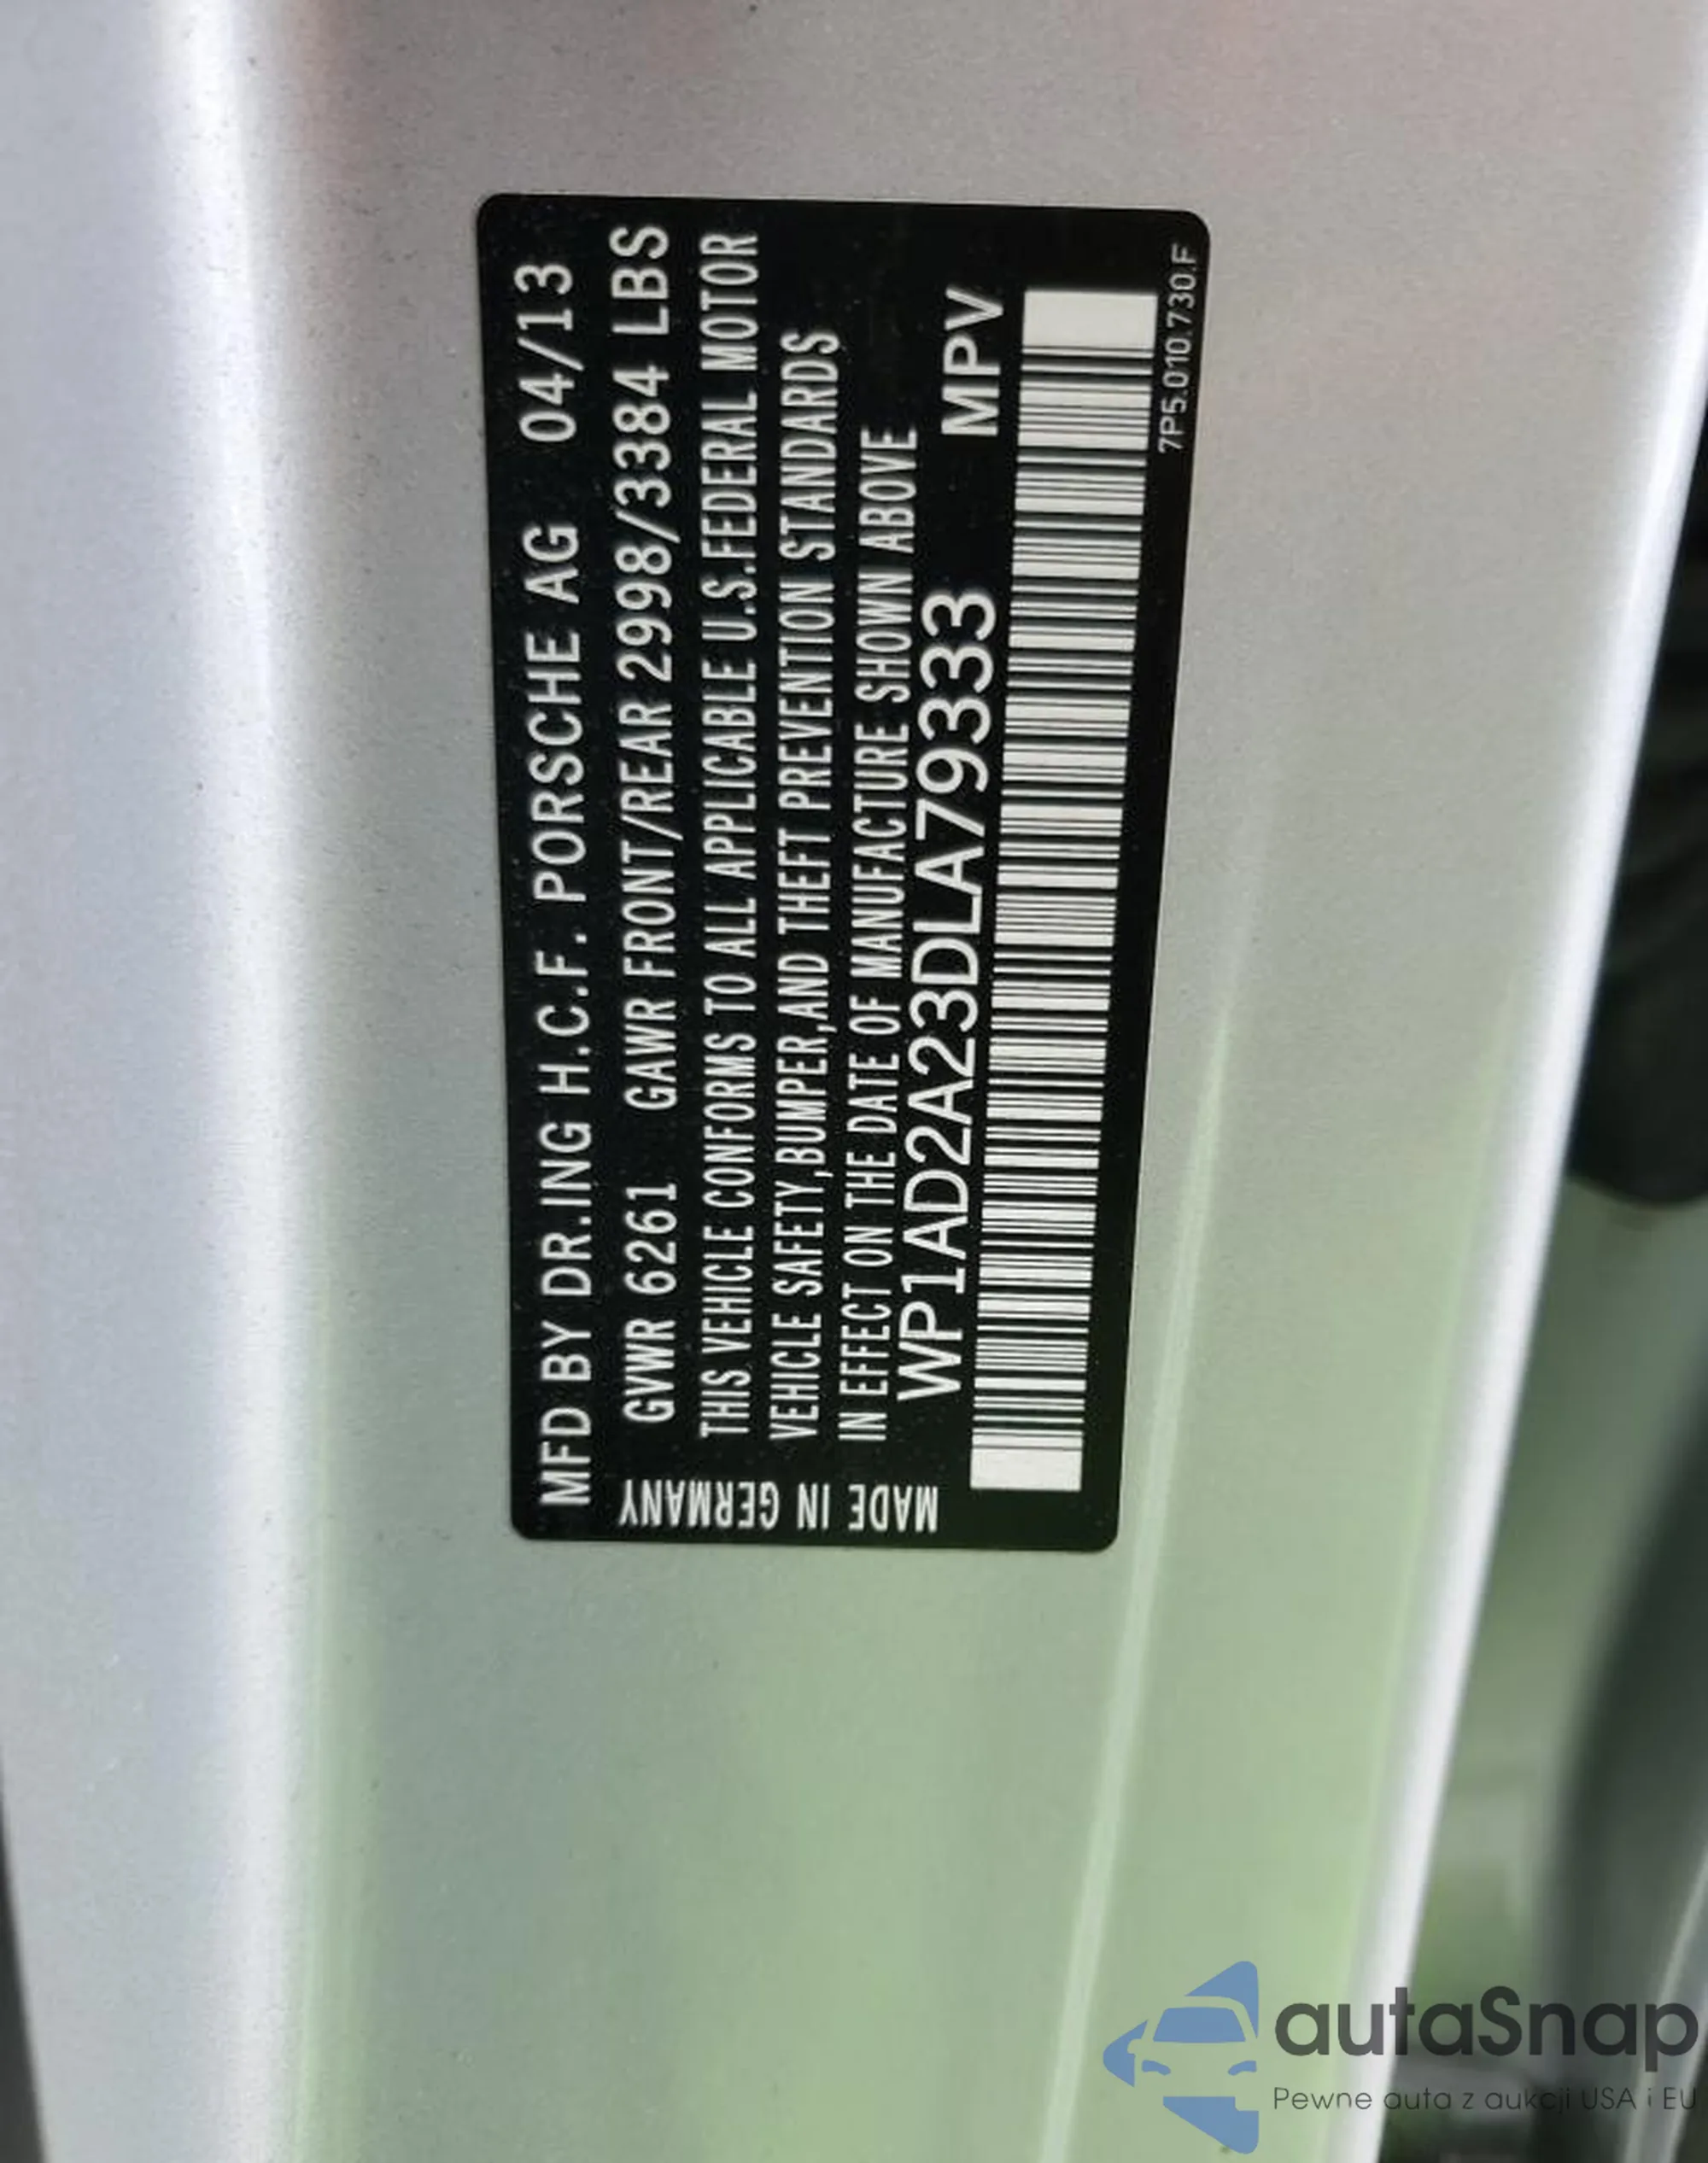 MFD BY DR.ING H.C.F. PORSCHE AG 04/13
GVWR 6261 GAWR FRONT/REAR 2998/3384 LBS
THIS VEHICLE CONFORMS TO ALL APPLICABLE U.S.FEDERAL MOTOR
VEHICLE SAFETY,BUMPER,AND THEFT PREVENTION STANDARDS
IN EFFECT ON THE DATE OF MANUFACTURE SHOWN ABOVE
WP1AD2A23DLA79333 MPV
7P5.010.730.F
MADE IN GERMANY
autaSnap
Pewne auta z aukcji USA i EU